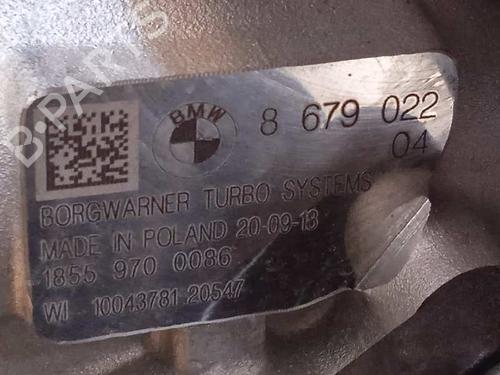 B-PARTS
BMW
8 679 022
04
BORGWARNER TURBO SYSTEMS
MADE IN POLAND 20-09-13
1855 970 0086
WI 10043781 20547